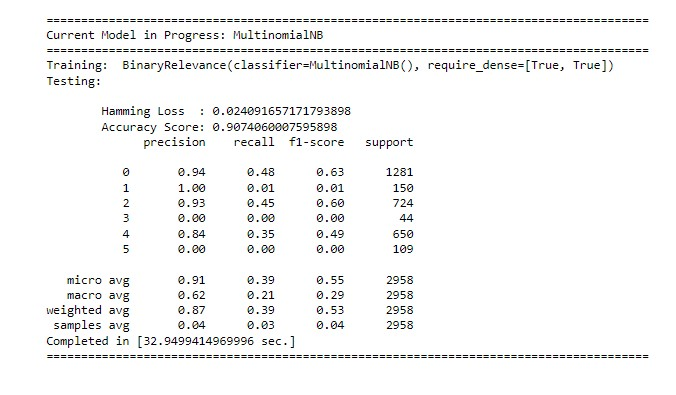 ================================================================================
Current Model in Progress: MultinomialNB
================================================================================
Training:  BinaryRelevance(classifier=MultinomialNB(), require_dense=[True, True])
Testing:
Hamming Loss  : 0.024091657171793898
Accuracy Score: 0.9074060007595898
precision    recall  f1-score   support
0       0.94      0.48      0.63      1281
1       1.00      0.01      0.01       150
2       0.93      0.45      0.60       724
3       0.00      0.00      0.00        44
4       0.84      0.35      0.49       650
5       0.00      0.00      0.00       109
micro avg       0.91      0.39      0.55      2958
macro avg       0.62      0.21      0.29      2958
weighted avg       0.87      0.39      0.53      2958
samples avg       0.04      0.03      0.04      2958
Completed in [32.9499414969996 sec.]
================================================================================